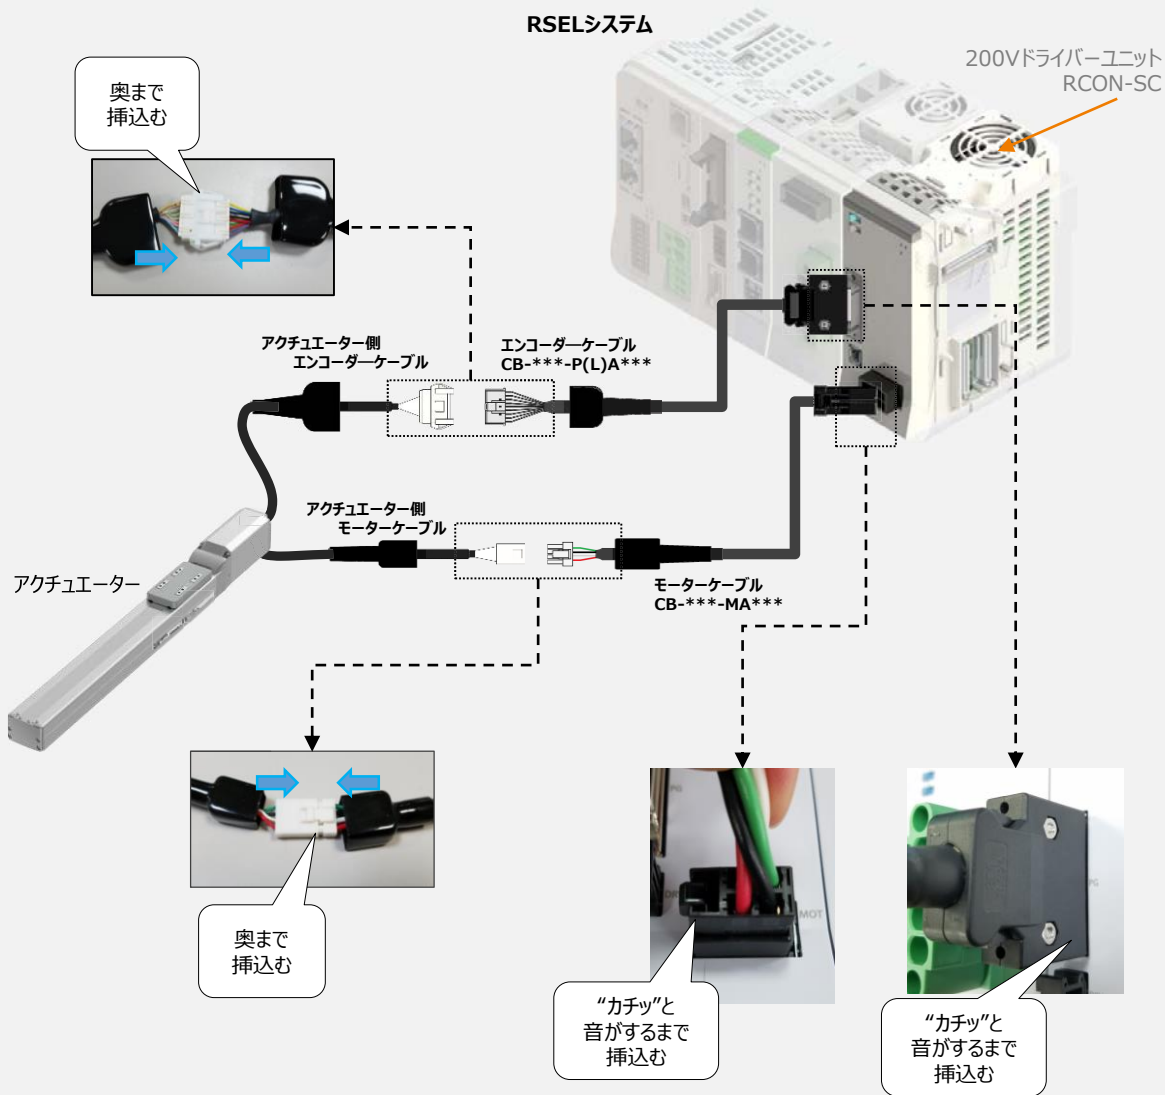 RSELシステム
200Vドライバーユニット
RCON-SC
奥まで
挿込む
アクチュエーター側
エンコーダ―ケーブル
エンコーダ―ケーブル
CB-***-P(L)A***
アクチュエーター側
モーターケーブル
アクチュエーター
モーターケーブル
CB-***-MA***
奥まで
挿込む
MOT
PG
“カチッ”と
音がするまで
挿込む
“カチッ”と
音がするまで
挿込む